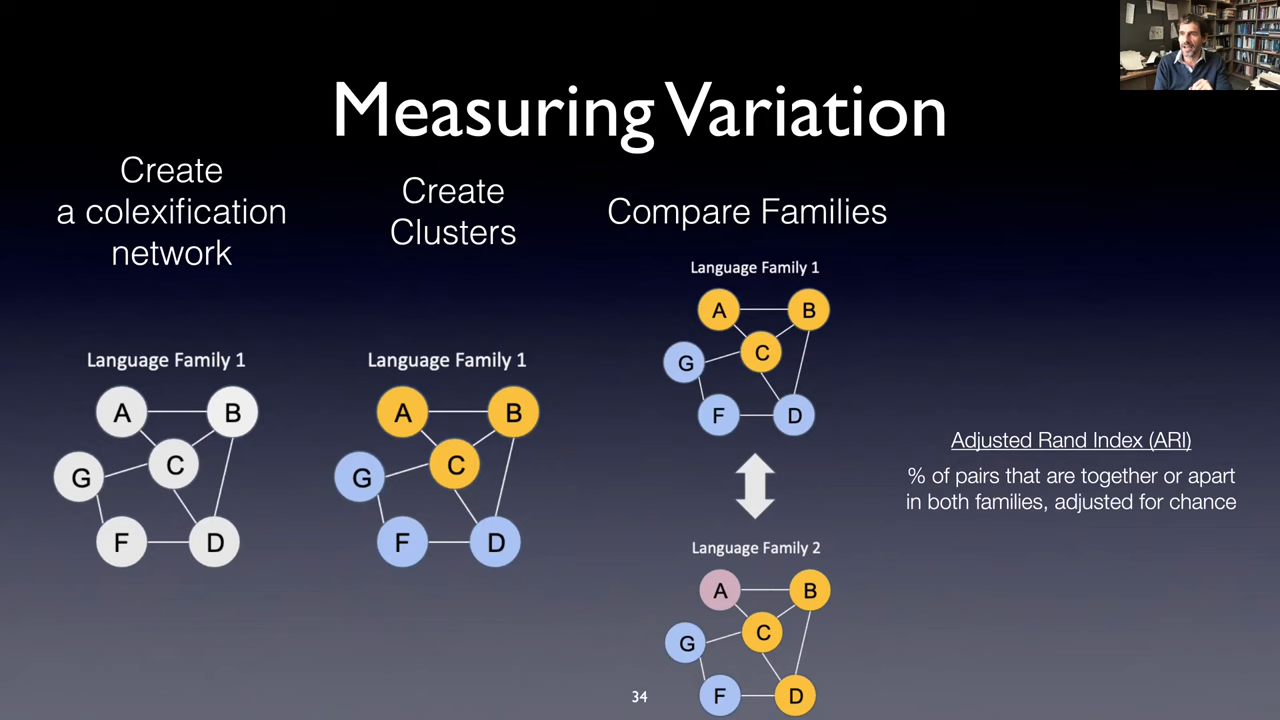 Measuring Variation
Create
a colexification
network
Language Family 1
A
B
C
G
F
D
Create
Clusters
Language Family 1
A
B
C
G
F
D
Compare Families
Language Family 1
A
B
C
G
F
D
Language Family 2
A
B
C
G
F
D
Adjusted Rand Index (ARI)
% of pairs that are together or apart
in both families, adjusted for chance
34